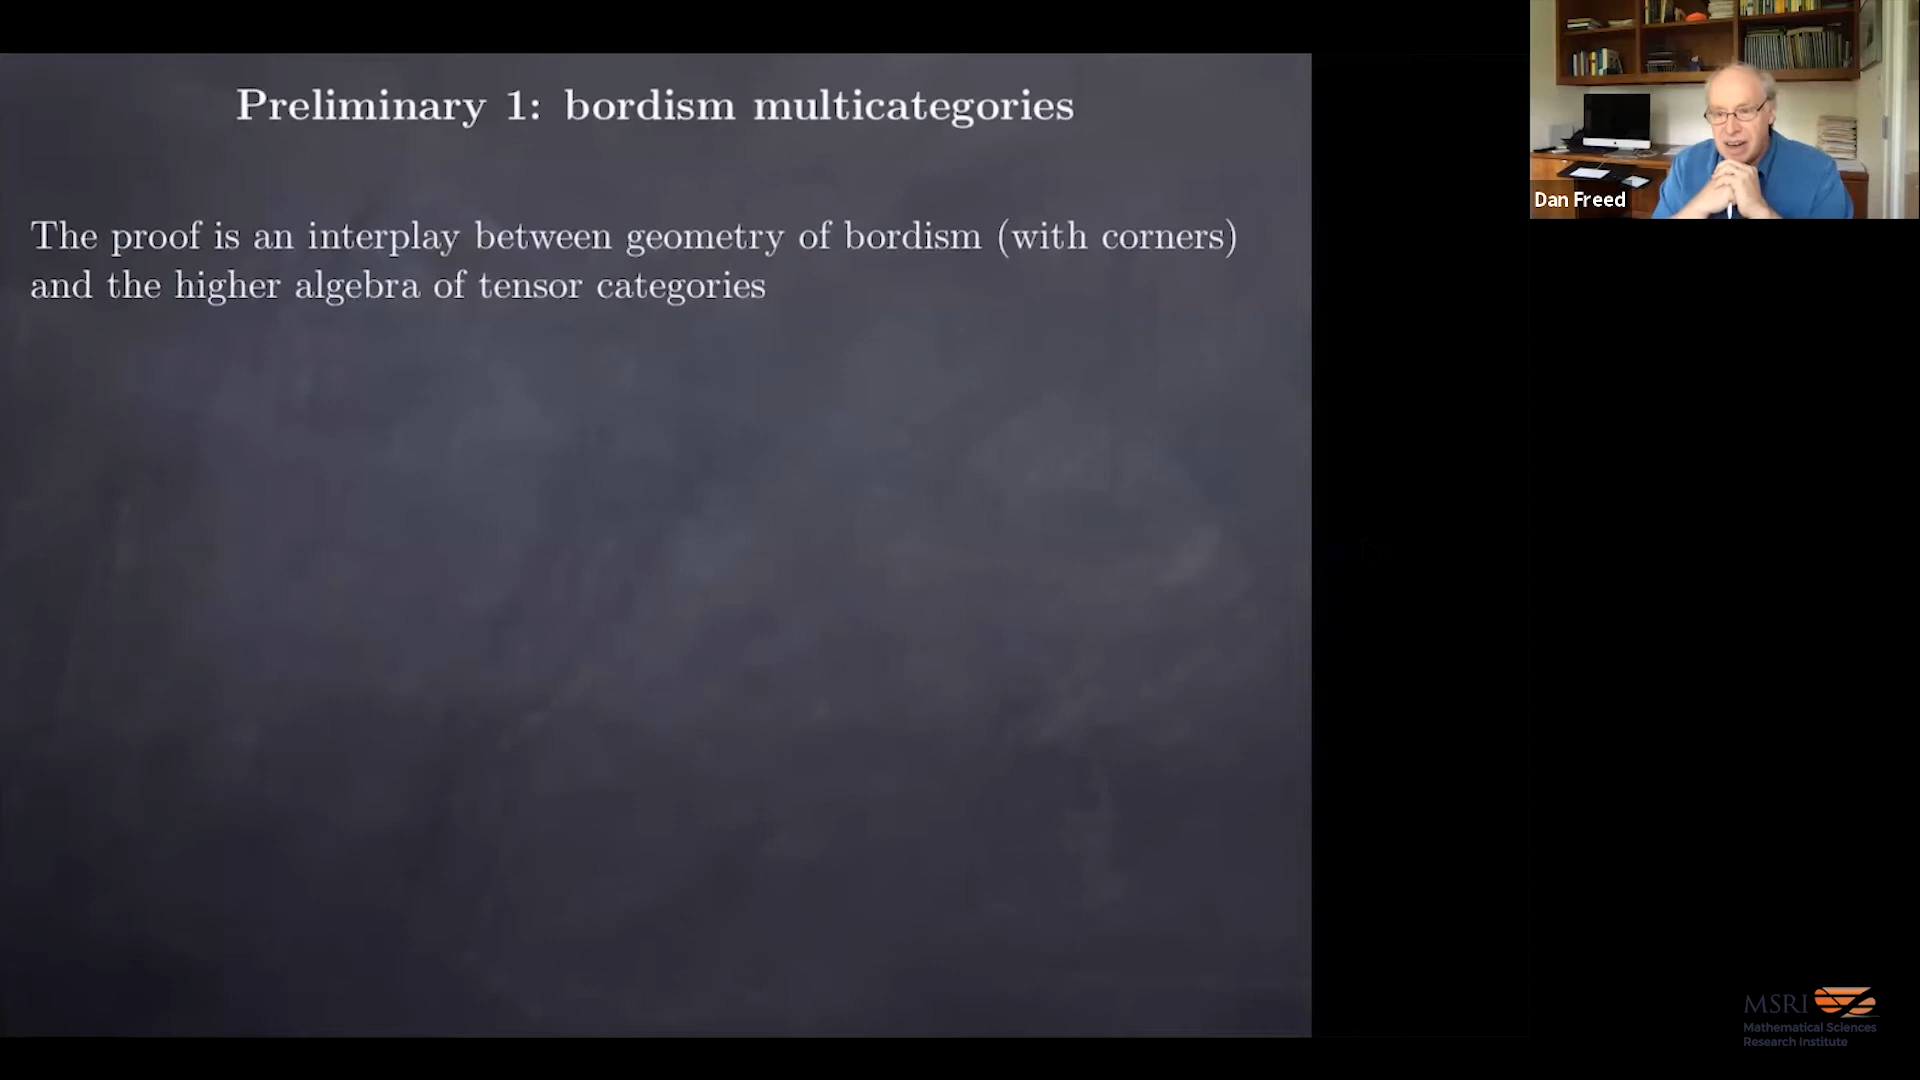 Preliminary 1: bordism multicategories
The proof is an interplay between geometry of bordism (with corners)
and the higher algebra of tensor categories
Dan Freed
MSRI
Mathematical Sciences
Research Institute